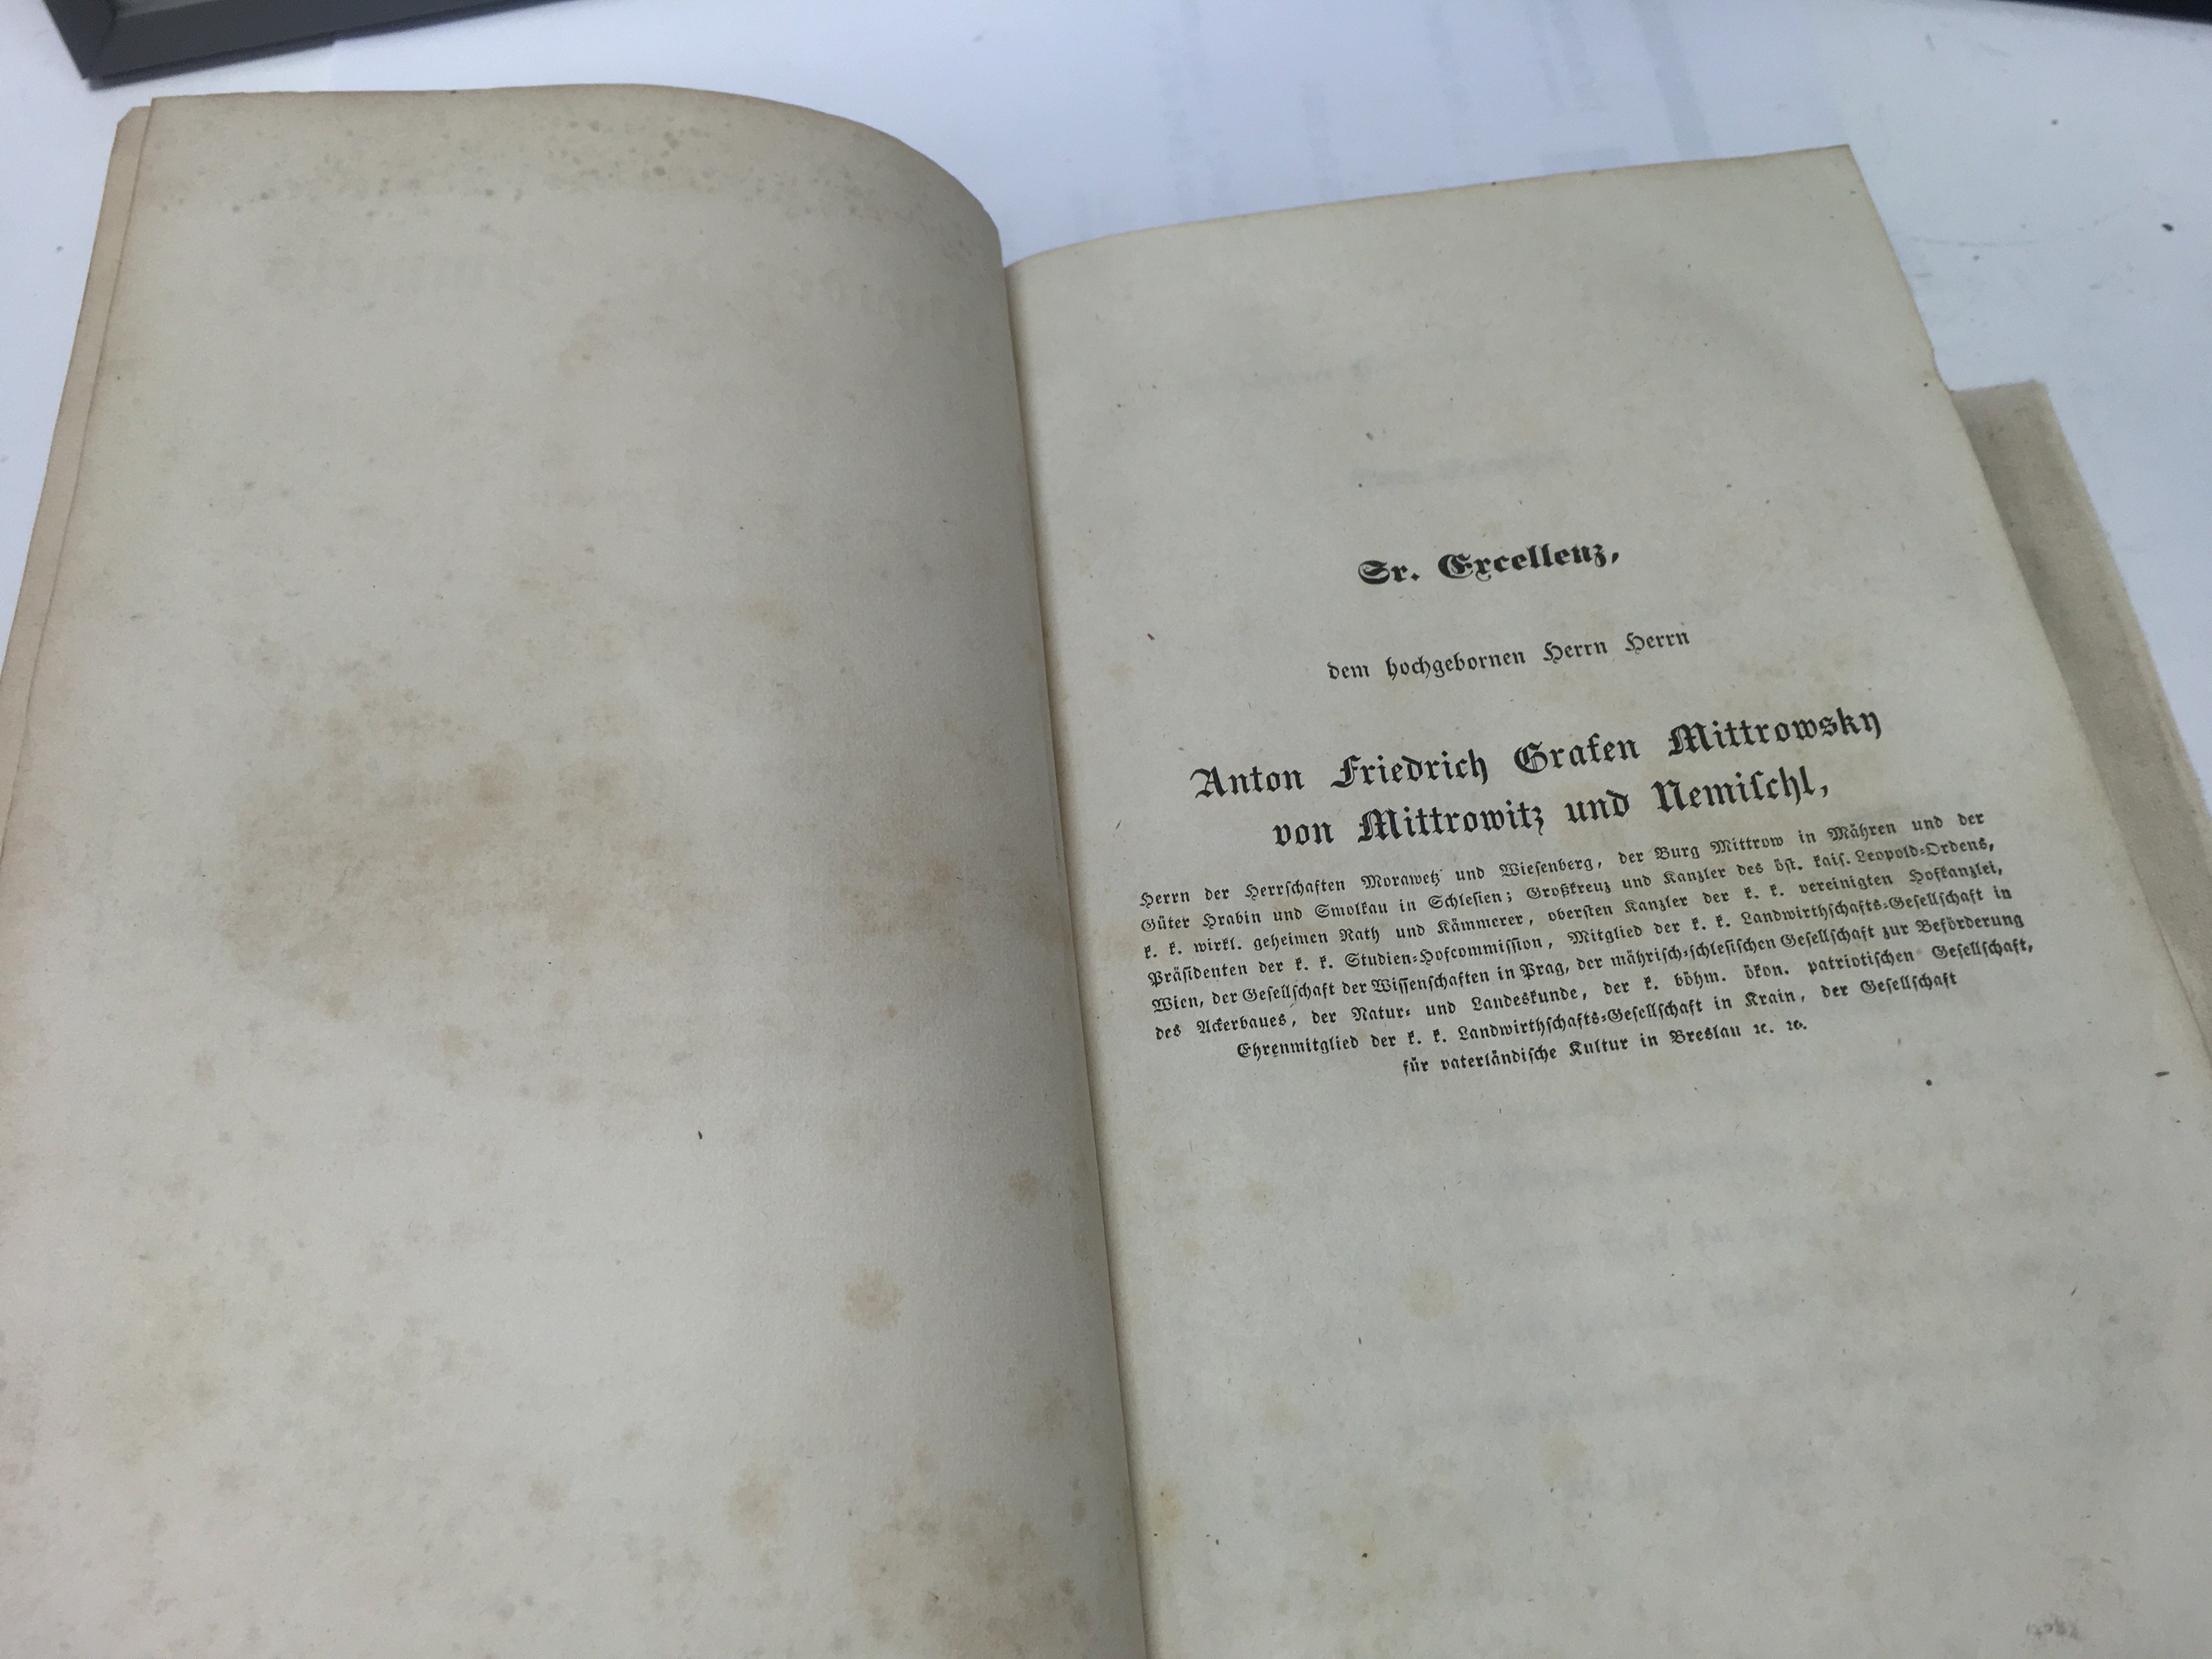 Sr. Excellenz,
dem hochgebornen Herrn Herrn
Anton Friedrich Grafen Mittrowsky
von Mittrowitz und Nemiſchl,
Herrn der Herrſchaften Morawetz und Wieſenberg, der Burg Mittrow in Mähren und der
Güter Hrabin und Smolkau in Schleſien; Großkreuz und Kanzler des öſt. kaiſ. Leopold-Ordens,
k. k. wirkl. geheimen Rath und Kämmerer, oberſten Kanzler der k. k. vereinigten Hofkanzlei,
Präſidenten der k. k. Studien-Hofcommiſſion, Mitglied der k. k. Landwirthſchafts-Geſellſchaft in
Wien, der Geſellſchaft der Wiſſenſchaften in Prag, der mähriſch-ſchleſiſchen Geſellſchaft zur Beförderung
des Ackerbaues, der Natur- und Landeskunde, der k. böhm. ökon. patriotiſchen Geſellſchaft,
Ehrenmitglied der k. k. Landwirthſchafts-Geſellſchaft in Krain, der Geſellſchaft
für vaterländiſche Kultur in Breslau ꝛc. ꝛc.